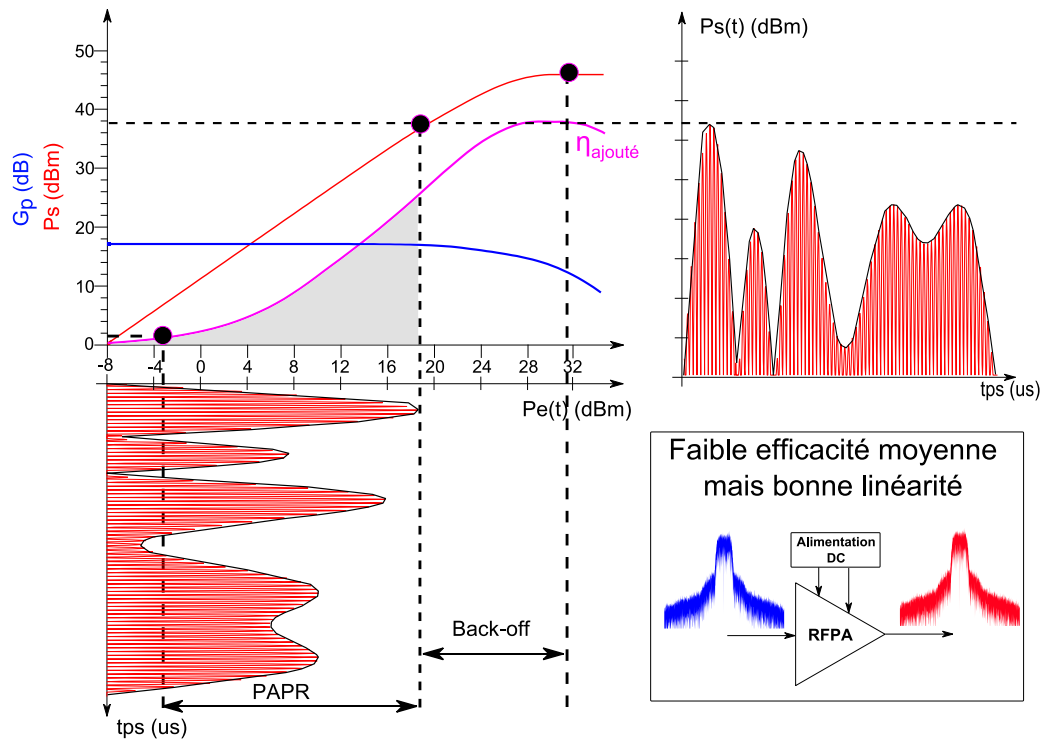 Ps(t) (dBm)
50
40
30
20
10
0
Gp (dB)
Ps (dBm)
ηajouté
-8
-4
0
4
8
12
16
20
24
28
32
Pe(t) (dBm)
tps (us)
Faible efficacité moyenne
mais bonne linéarité
Alimentation
DC
RFPA
Back-off
PAPR
tps (us)